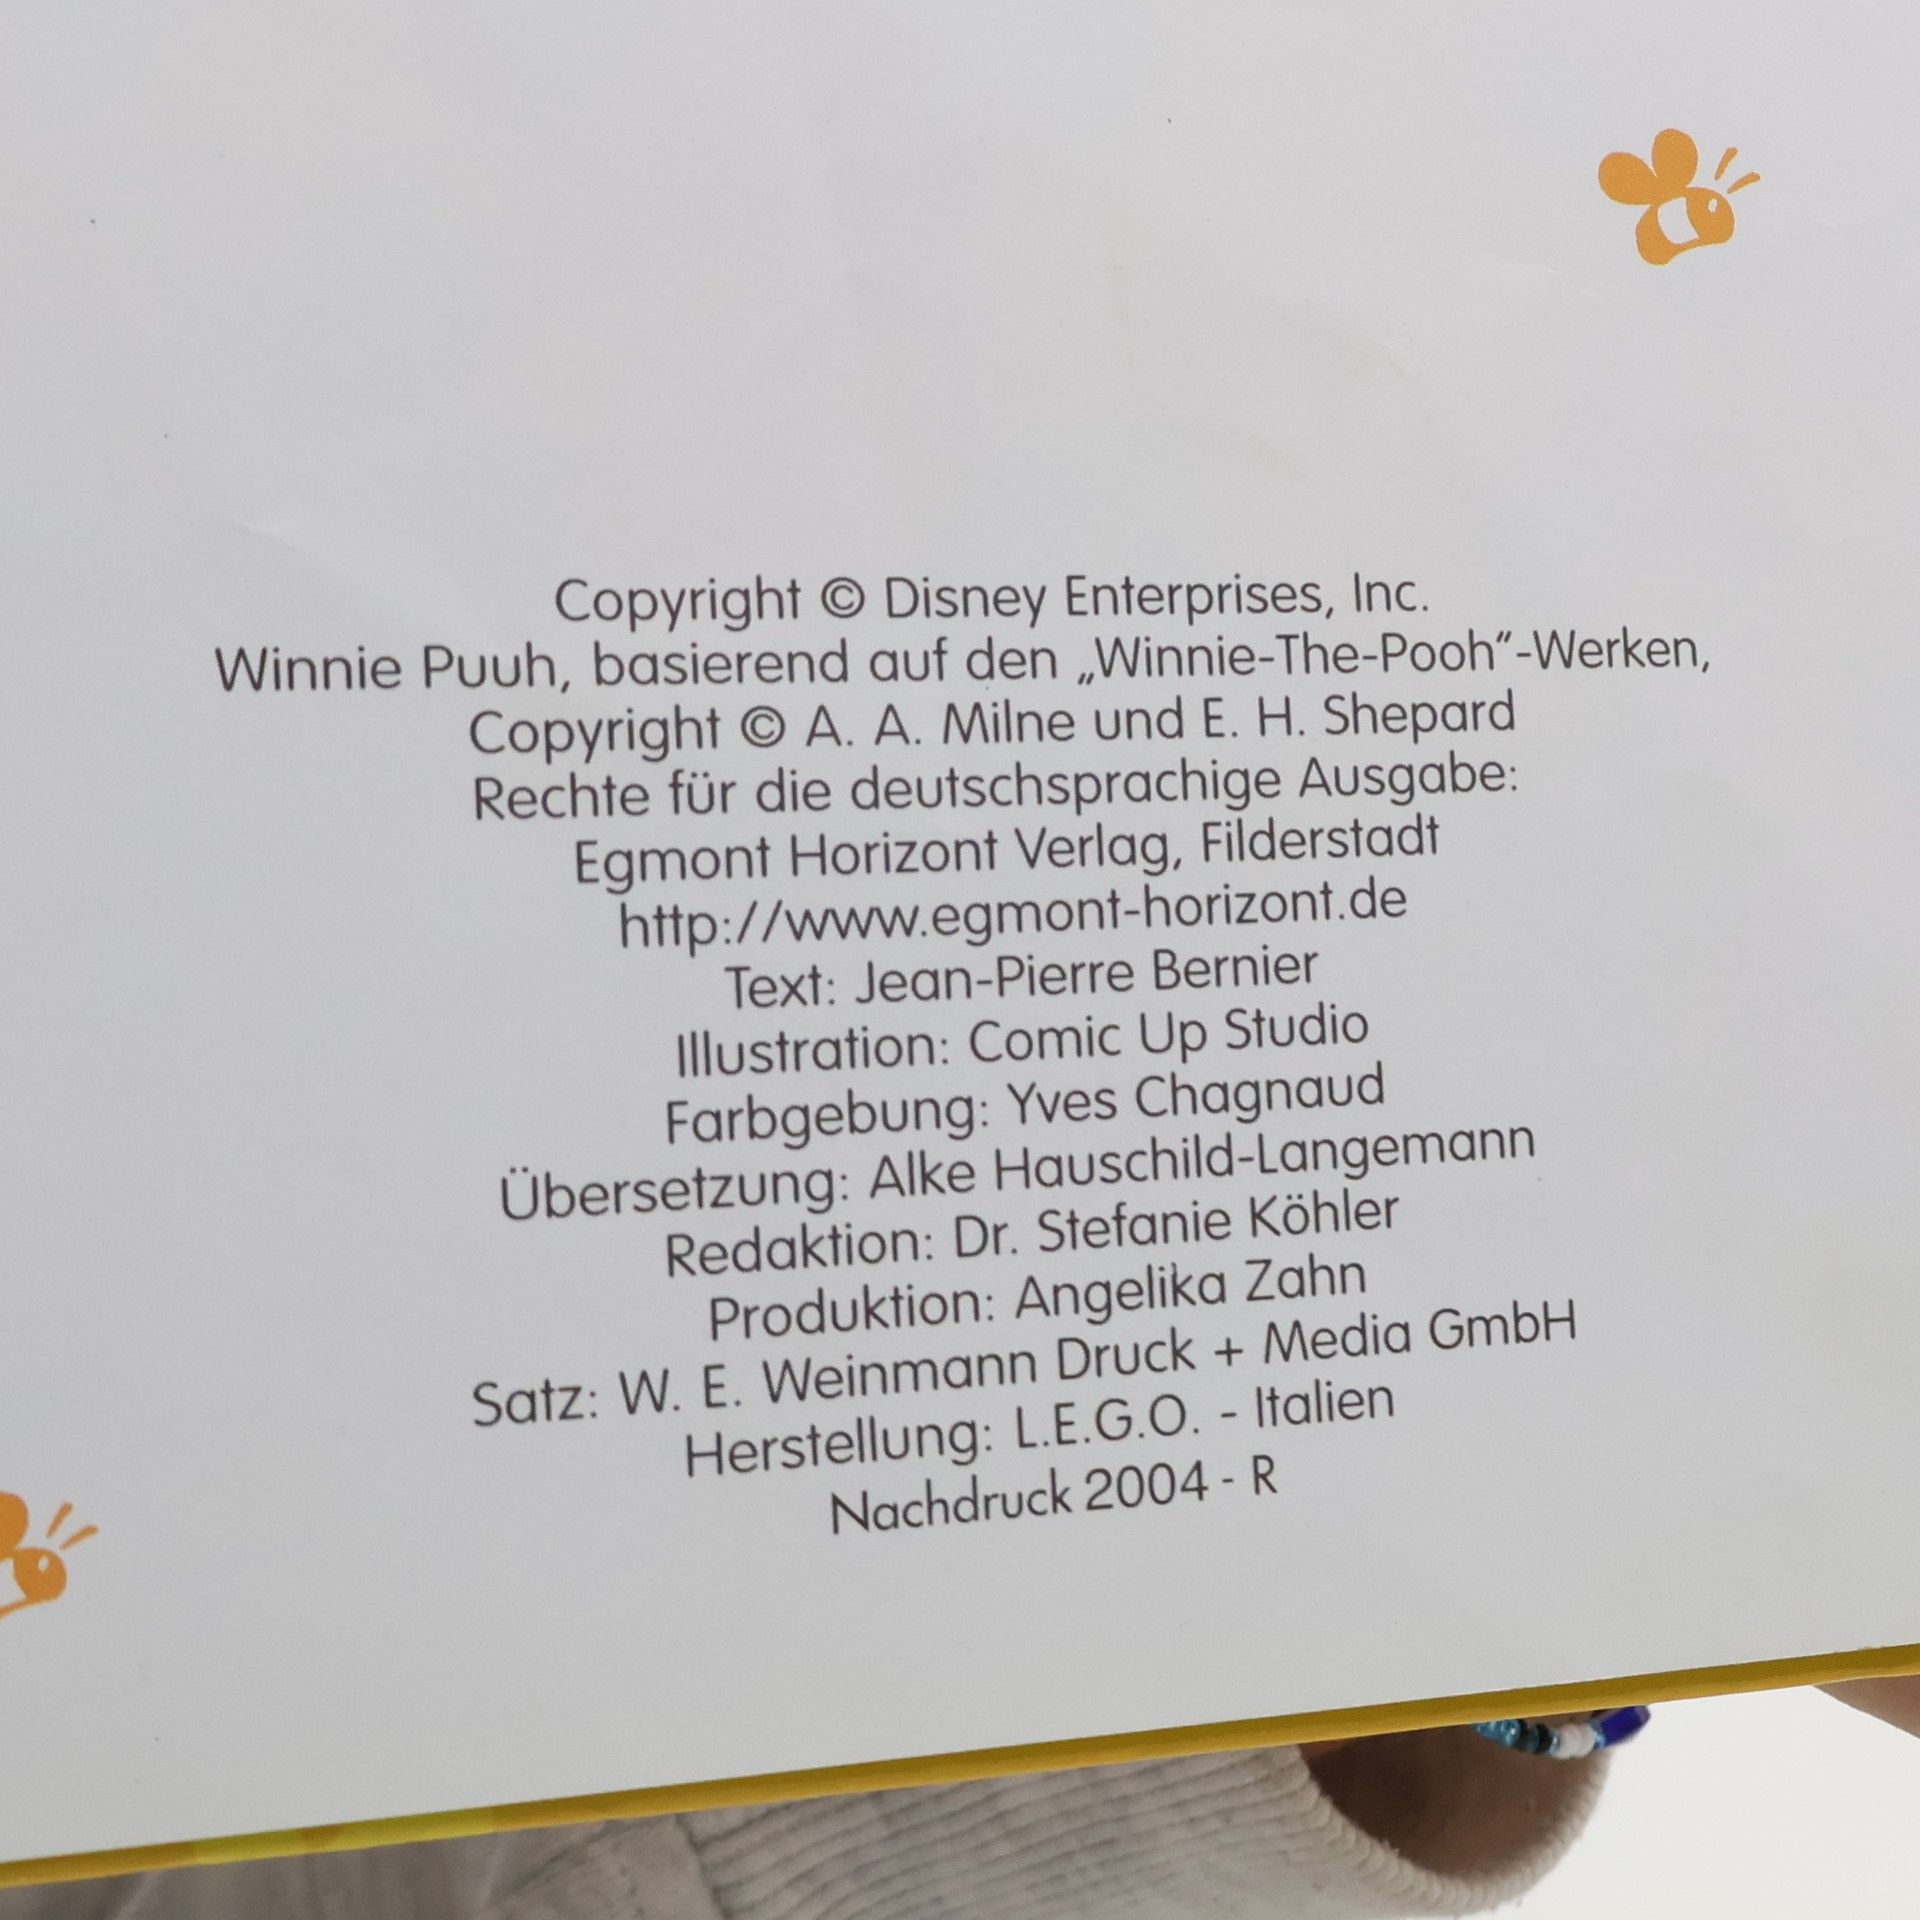 Copyright © Disney Enterprises, Inc.
Winnie Puuh, basierend auf den „Winnie-The-Pooh“-Werken,
Copyright © A. A. Milne und E. H. Shepard
Rechte für die deutschsprachige Ausgabe:
Egmont Horizont Verlag, Filderstadt
http://www.egmont-horizont.de
Text: Jean-Pierre Bernier
Illustration: Comic Up Studio
Farbgebung: Yves Chagnaud
Übersetzung: Alke Hauschild-Langemann
Redaktion: Dr. Stefanie Köhler
Produktion: Angelika Zahn
Satz: W. E. Weinmann Druck + Media GmbH
Herstellung: L.E.G.O. - Italien
Nachdruck 2004 - R